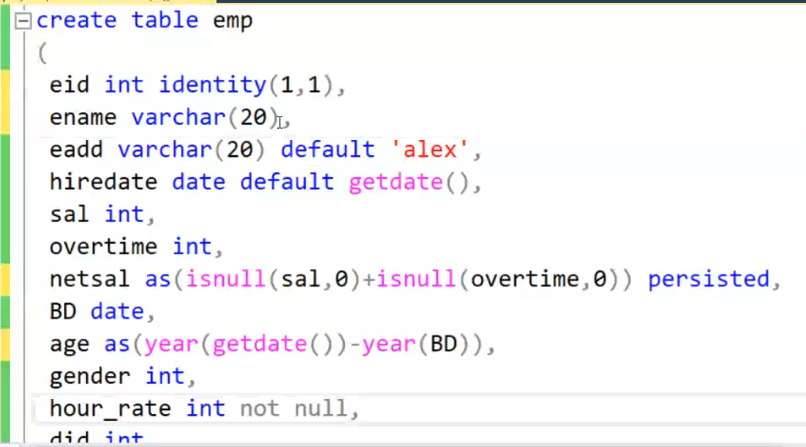 create table emp
(
eid int identity(1,1),
ename varchar(20),
eadd varchar(20) default 'alex',
hiredate date default getdate(),
sal int,
overtime int,
netsal as(isnull(sal,0)+isnull(overtime,0)) persisted,
BD date,
age as(year(getdate())-year(BD)),
gender int,
hour_rate int not null,
did int